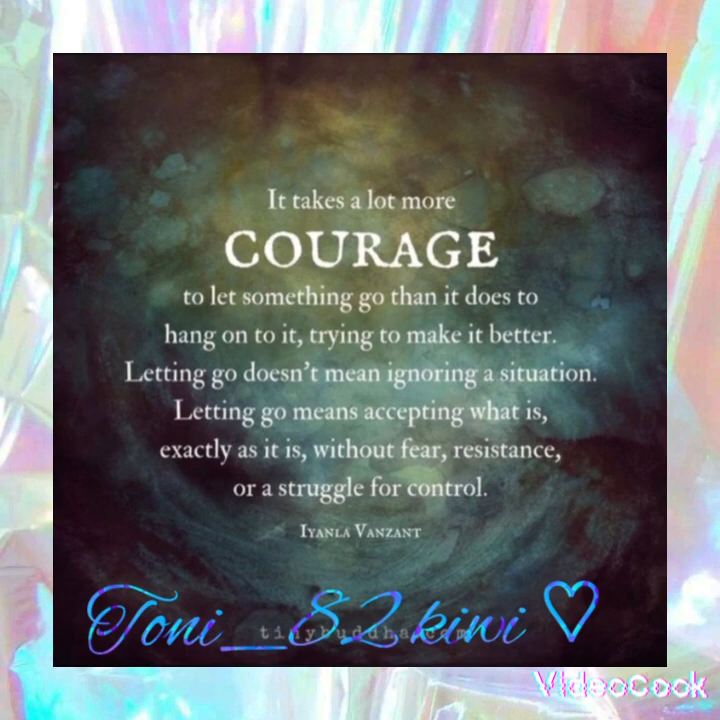 It takes a lot more
COURAGE
to let something go than it does to
hang on to it, trying to make it better.
Letting go doesn't mean ignoring a situation.
Letting go means accepting what is,
exactly as it is, without fear, resistance,
or a struggle for control.
Iyanla Vanzant
Toni__82kiwi ♡
tinybuddha.com
VideoCook